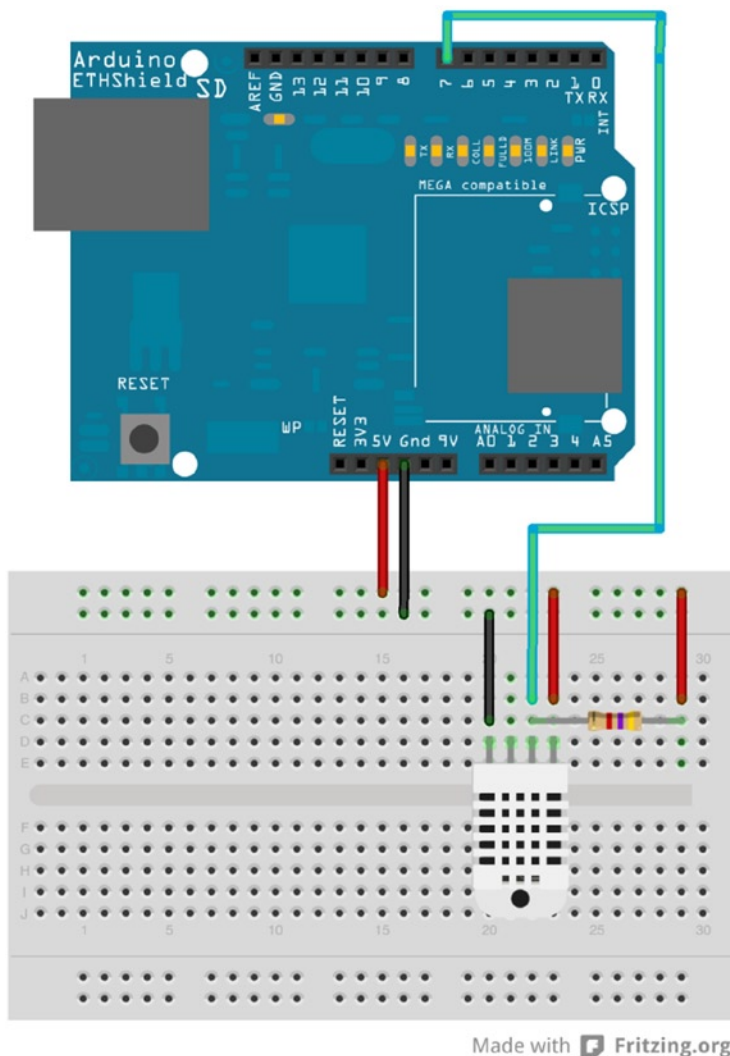 Arduino
ETHShield
SD
AREF
GND
13
12
11
10
9
8
7
6
5
4
3
2
1
0
TX
RX
INT
TX
RX
COLL
FULLD
100M
LINK
PWR
MEGA compatible
ICSP
RESET
WP
RESET
3V3
5V Gnd 9V
ANALOG IN
A0 1 2 3 4 A5
1 5 10 15 20 25 30
A
B
C
D
E
F
G
H
I
J
1 5 10 15 20 25 30
Made with Fritzing.org